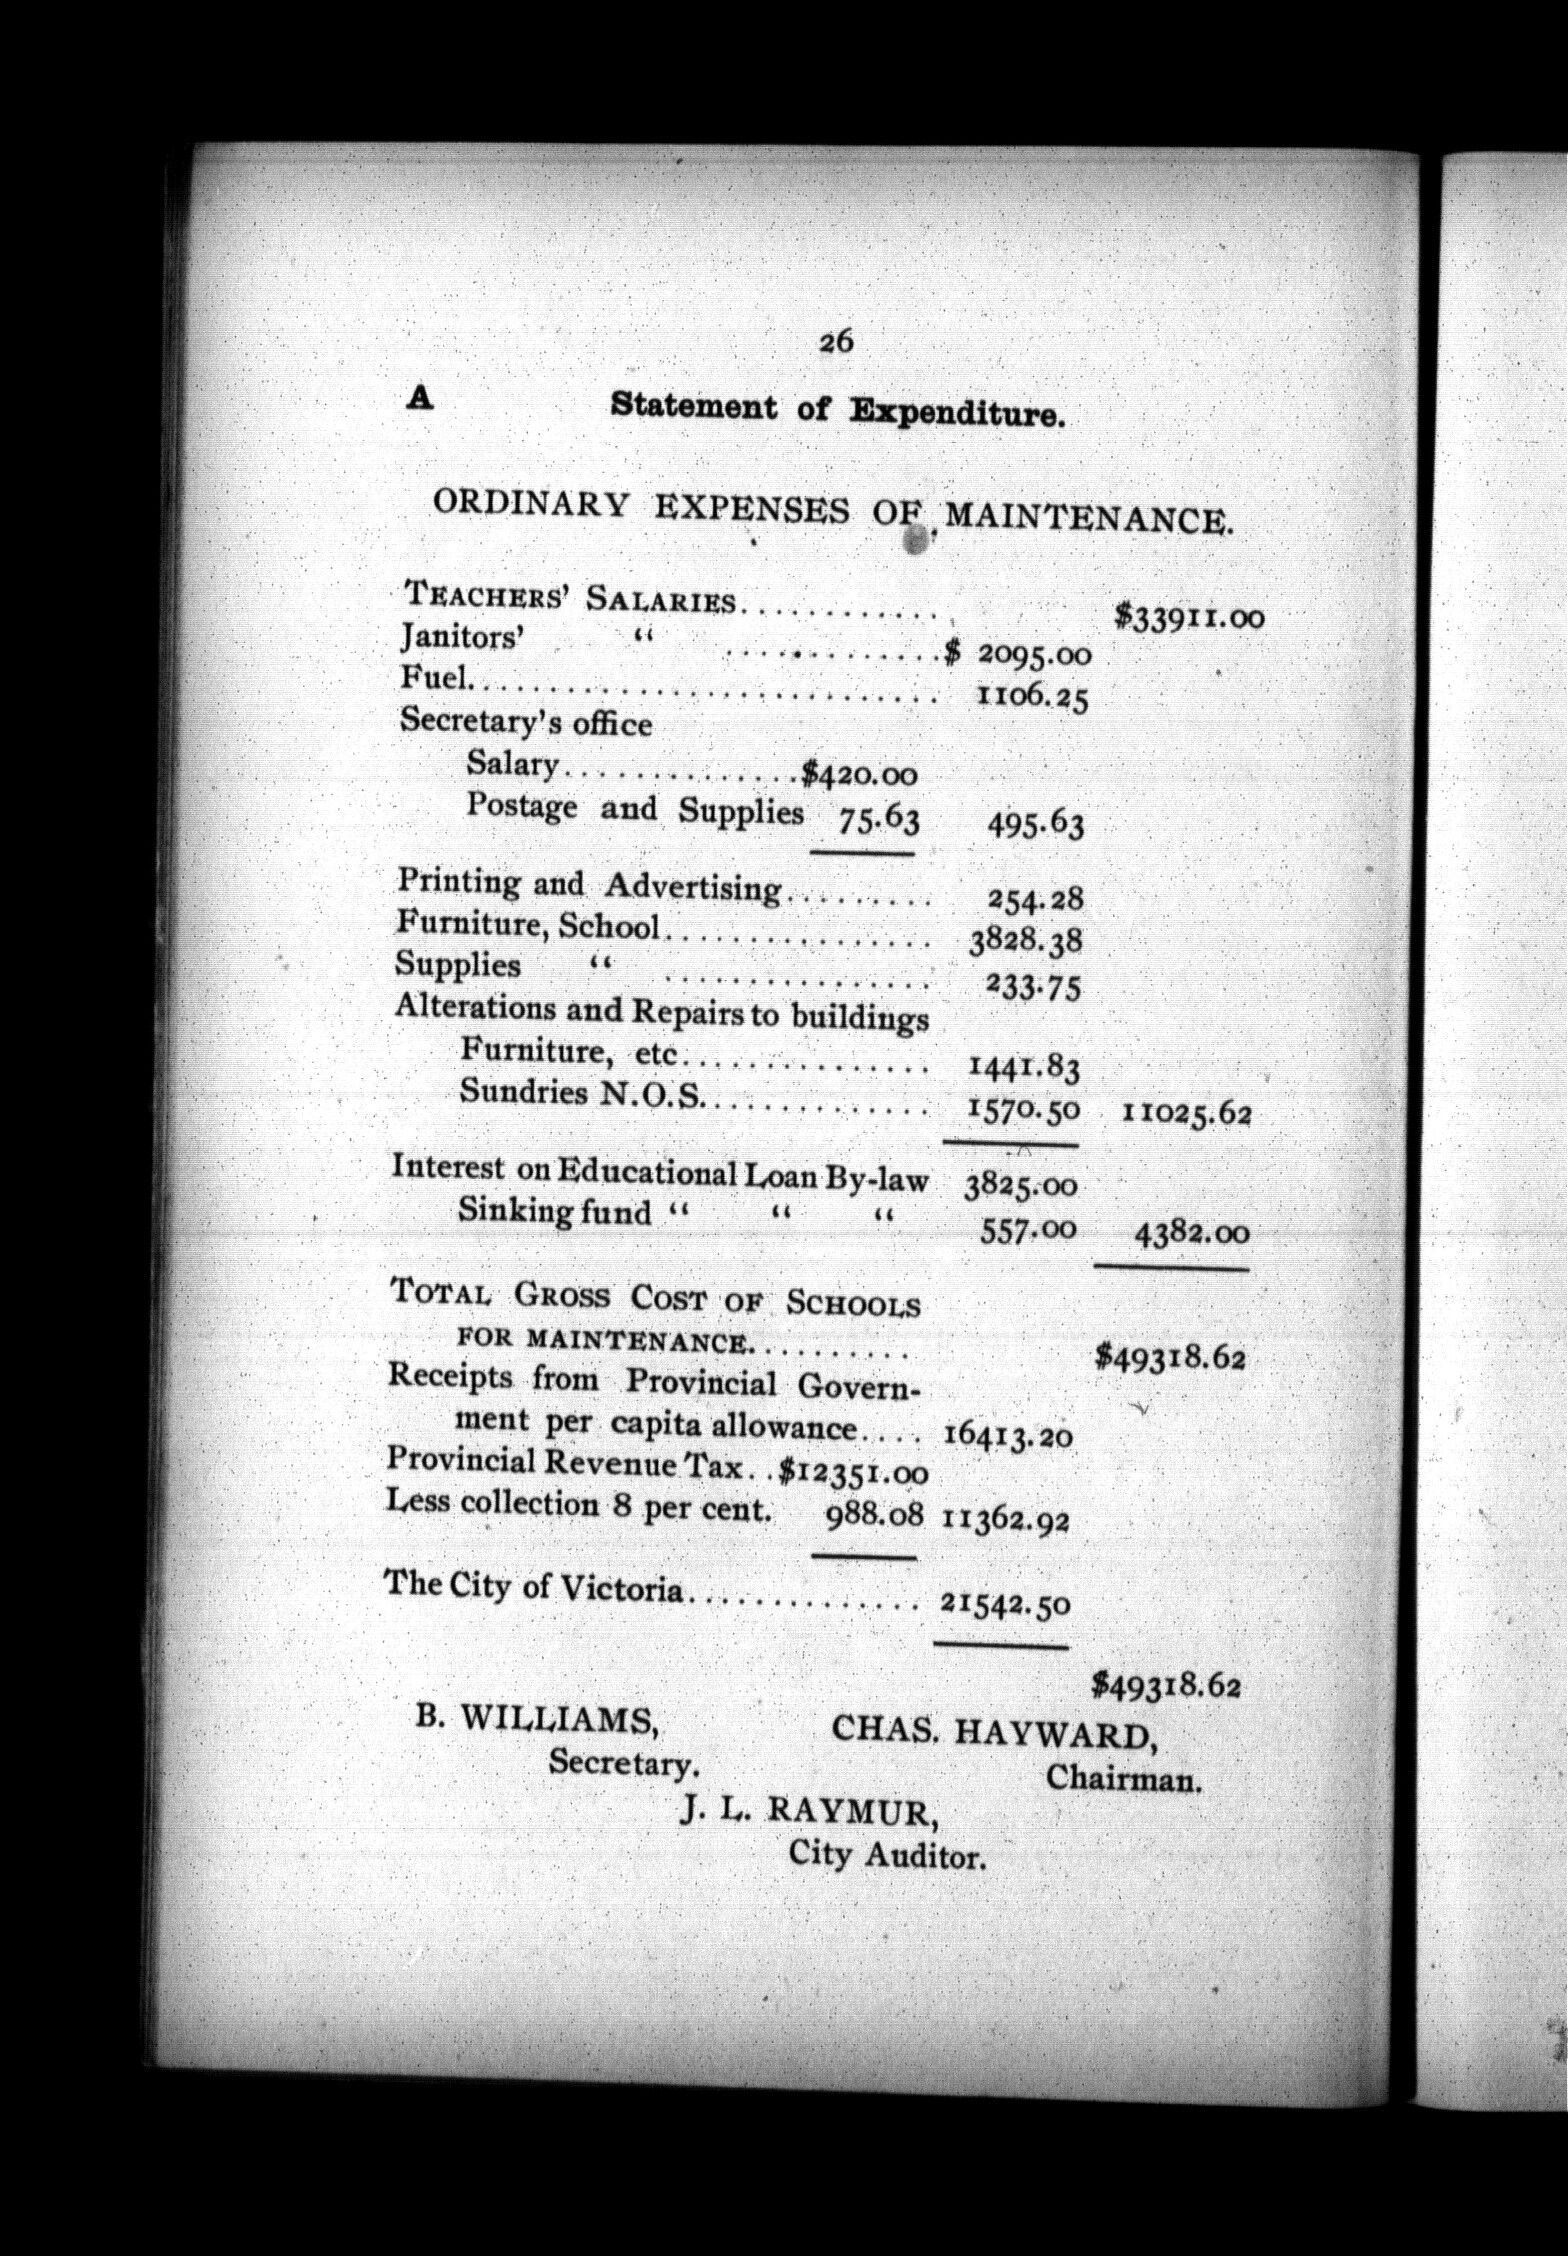 26
A Statement of Expenditure.
ORDINARY EXPENSES OF MAINTENANCE.
TEACHERS' SALARIES............ $33911.00
Janitors' “ .............$ 2095.00
Fuel............................ 1106.25
Secretary's office
Salary..............$420.00
Postage and Supplies 75.63 495.63
Printing and Advertising......... 254.28
Furniture, School................ 3828.38
Supplies “ ................ 233.75
Alterations and Repairs to buildings
Furniture, etc............... 1441.83
Sundries N.O.S.............. 1570.50 11025.62
Interest on Educational Loan By-law 3825.00
Sinking fund “ “ “ 557.00 4382.00
TOTAL GROSS COST OF SCHOOLS
FOR MAINTENANCE.......... $49318.62
Receipts from Provincial Govern-
ment per capita allowance.... 16413.20
Provincial Revenue Tax..$12351.00
Less collection 8 per cent. 988.08 11362.92
The City of Victoria.............. 21542.50
$49318.62
B. WILLIAMS, CHAS. HAYWARD,
Secretary. Chairman.
J. L. RAYMUR,
City Auditor.